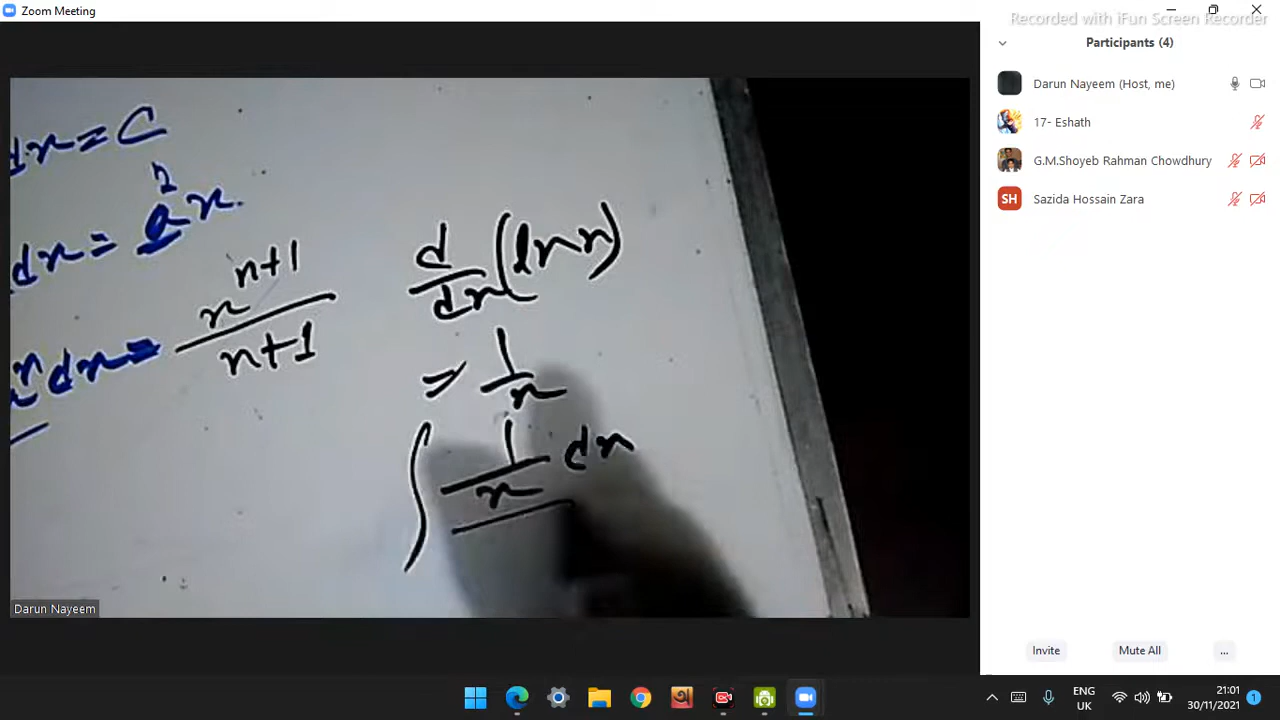 Zoom Meeting
Recorded with iFun Screen Recorder
Participants (4)
Darun Nayeem (Host, me)
17- Eshath
G.M.Shoyeb Rahman Chowdhury
SH Sazida Hossain Zara
dx = C
dx = a x.
x^n dx = x^{n+1}/n+1
d/dx (ln x)
= 1/x
∫ 1/x dx
Darun Nayeem
Invite Mute All ...
ENG
UK
21:01
30/11/2021
1
অ